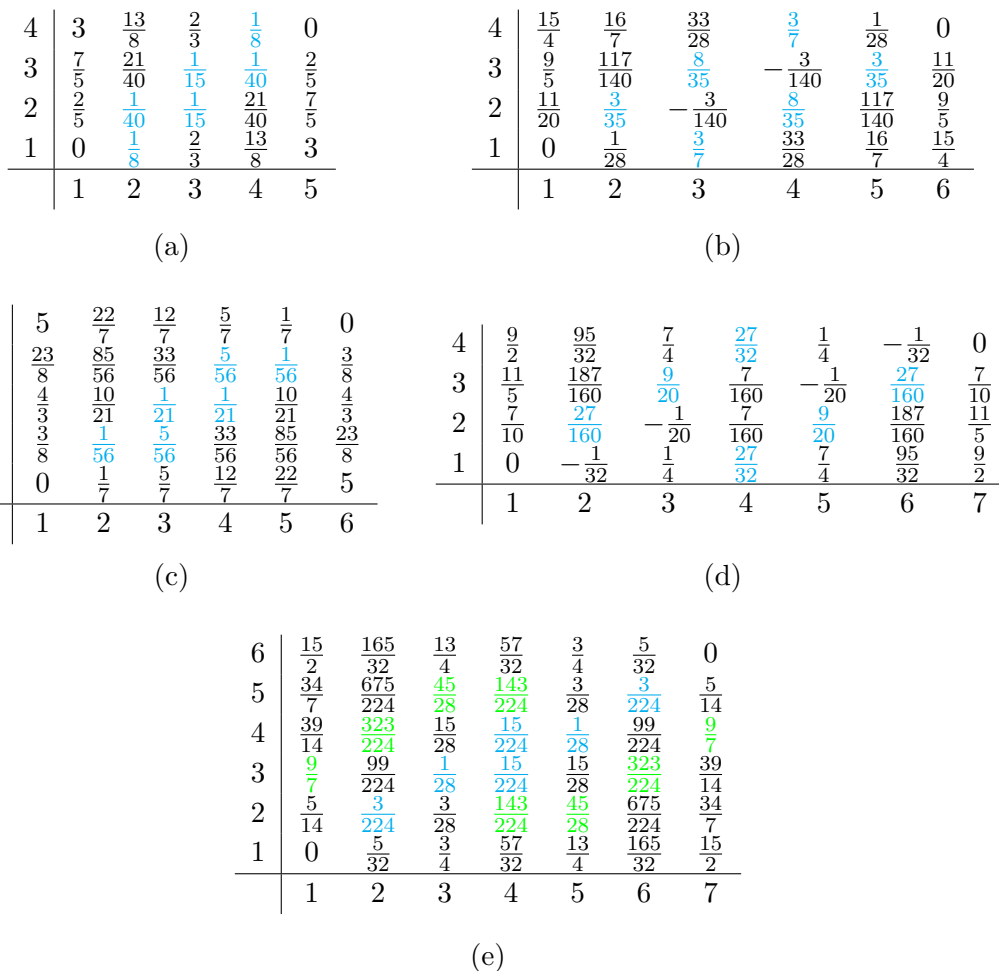 4 3 13/8 2/3 1/8 0
3 7/5 21/40 1/15 1/40 2/5
2 2/5 1/40 1/15 21/40 7/5
1 0 1/8 2/3 13/8 3
1 2 3 4 5
(a)
4 15/4 16/7 33/28 3/7 1/28 0
3 9/5 117/140 8/35 −3/140 3/35 11/20
2 11/20 3/35 −3/140 8/35 117/140 9/5
1 0 1/28 3/7 33/28 16/7 15/4
1 2 3 4 5 6
(b)
5 22/7 12/7 5/7 1/7 0
23/8 85/56 33/56 5/56 1/56 3/8
4/3 10/21 1/21 1/21 10/21 4/3
3/8 1/56 5/56 33/56 85/56 23/8
0 1/7 5/7 12/7 22/7 5
1 2 3 4 5 6
(c)
4 9/2 95/32 7/4 27/32 1/4 −1/32 0
3 11/5 187/160 9/20 7/160 −1/20 27/160 7/10
2 7/10 27/160 −1/20 7/160 9/20 187/160 11/5
1 0 −1/32 1/4 27/32 7/4 95/32 9/2
1 2 3 4 5 6 7
(d)
6 15/2 165/32 13/4 57/32 3/4 5/32 0
5 34/7 675/224 45/28 143/224 3/28 3/224 5/14
4 39/14 323/224 15/28 15/224 1/28 99/224 9/7
3 9/7 99/224 1/28 15/224 15/28 323/224 39/14
2 5/14 3/224 3/28 143/224 45/28 675/224 34/7
1 0 5/32 3/4 57/32 13/4 165/32 15/2
1 2 3 4 5 6 7
(e)